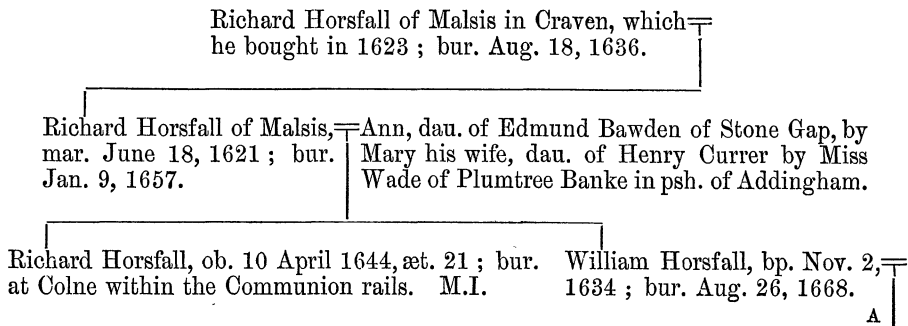 Richard Horsfall of Malsis in Craven, which
he bought in 1623 ; bur. Aug. 18, 1636.
Richard Horsfall of Malsis,
mar. June 18, 1621 ; bur.
Jan. 9, 1657.
Ann, dau. of Edmund Bawden of Stone Gap, by
Mary his wife, dau. of Henry Currer by Miss
Wade of Plumtree Banke in psh. of Addingham.
Richard Horsfall, ob. 10 April 1644, æt. 21 ; bur.
at Colne within the Communion rails. M.I.
William Horsfall, bp. Nov. 2,
1634 ; bur. Aug. 26, 1668.
A